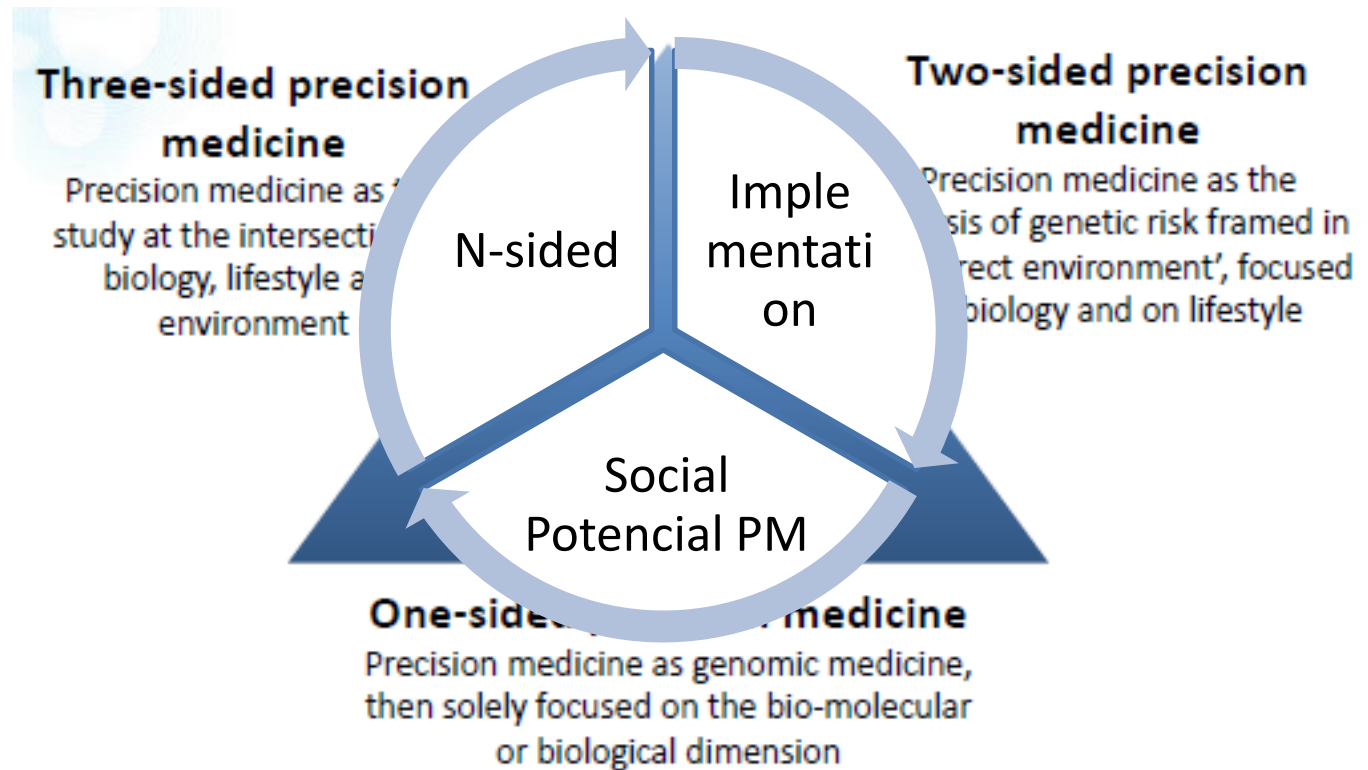 Three-sided precision
medicine
Precision medicine as
study at the intersecti
biology, lifestyle a
environment
N-sided
Imple
mentati
on
Two-sided precision
medicine
Precision medicine as the
sis of genetic risk framed in
rect environment’, focused
biology and on lifestyle
Social
Potencial PM
One-side medicine
Precision medicine as genomic medicine,
then solely focused on the bio-molecular
or biological dimension